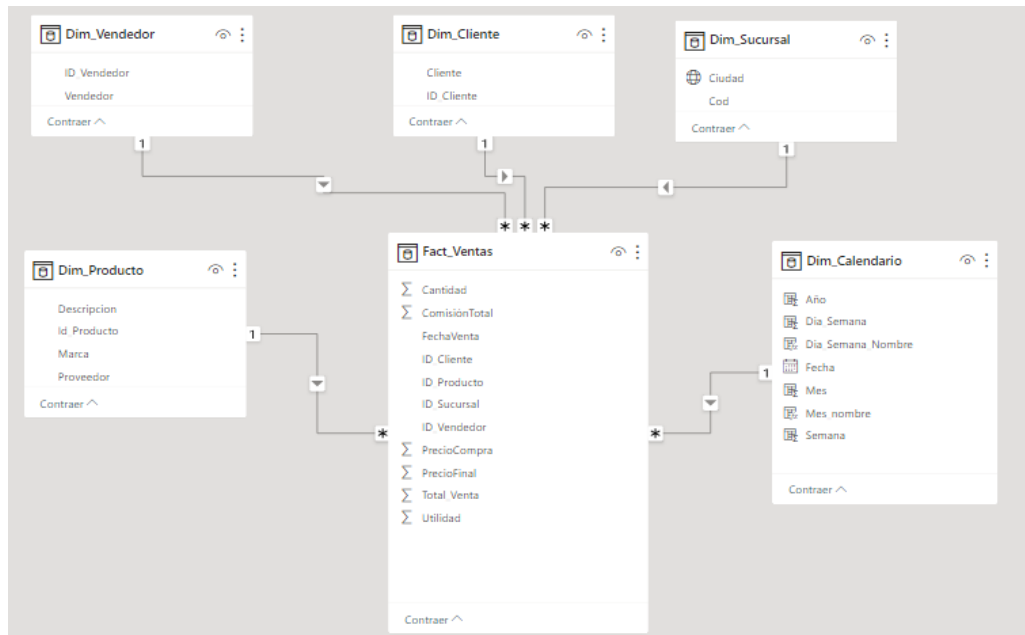 Dim_Vendedor
ID_Vendedor
Vendedor
Contraer
1
Dim_Cliente
Cliente
ID_Cliente
Contraer
1
Dim_Sucursal
Ciudad
Cod
Contraer
1
* * *
Dim_Producto
Descripcion
Id_Producto
Marca
Proveedor
Contraer
1
*
Fact_Ventas
∑ Cantidad
∑ ComisiónTotal
FechaVenta
ID_Cliente
ID_Producto
ID_Sucursal
ID_Vendedor
∑ PrecioCompra
∑ PrecioFinal
∑ Total_Venta
∑ Utilidad
Contraer
*
1
Dim_Calendario
Año
Dia_Semana
Dia_Semana_Nombre
Fecha
Mes
Mes_nombre
Semana
Contraer